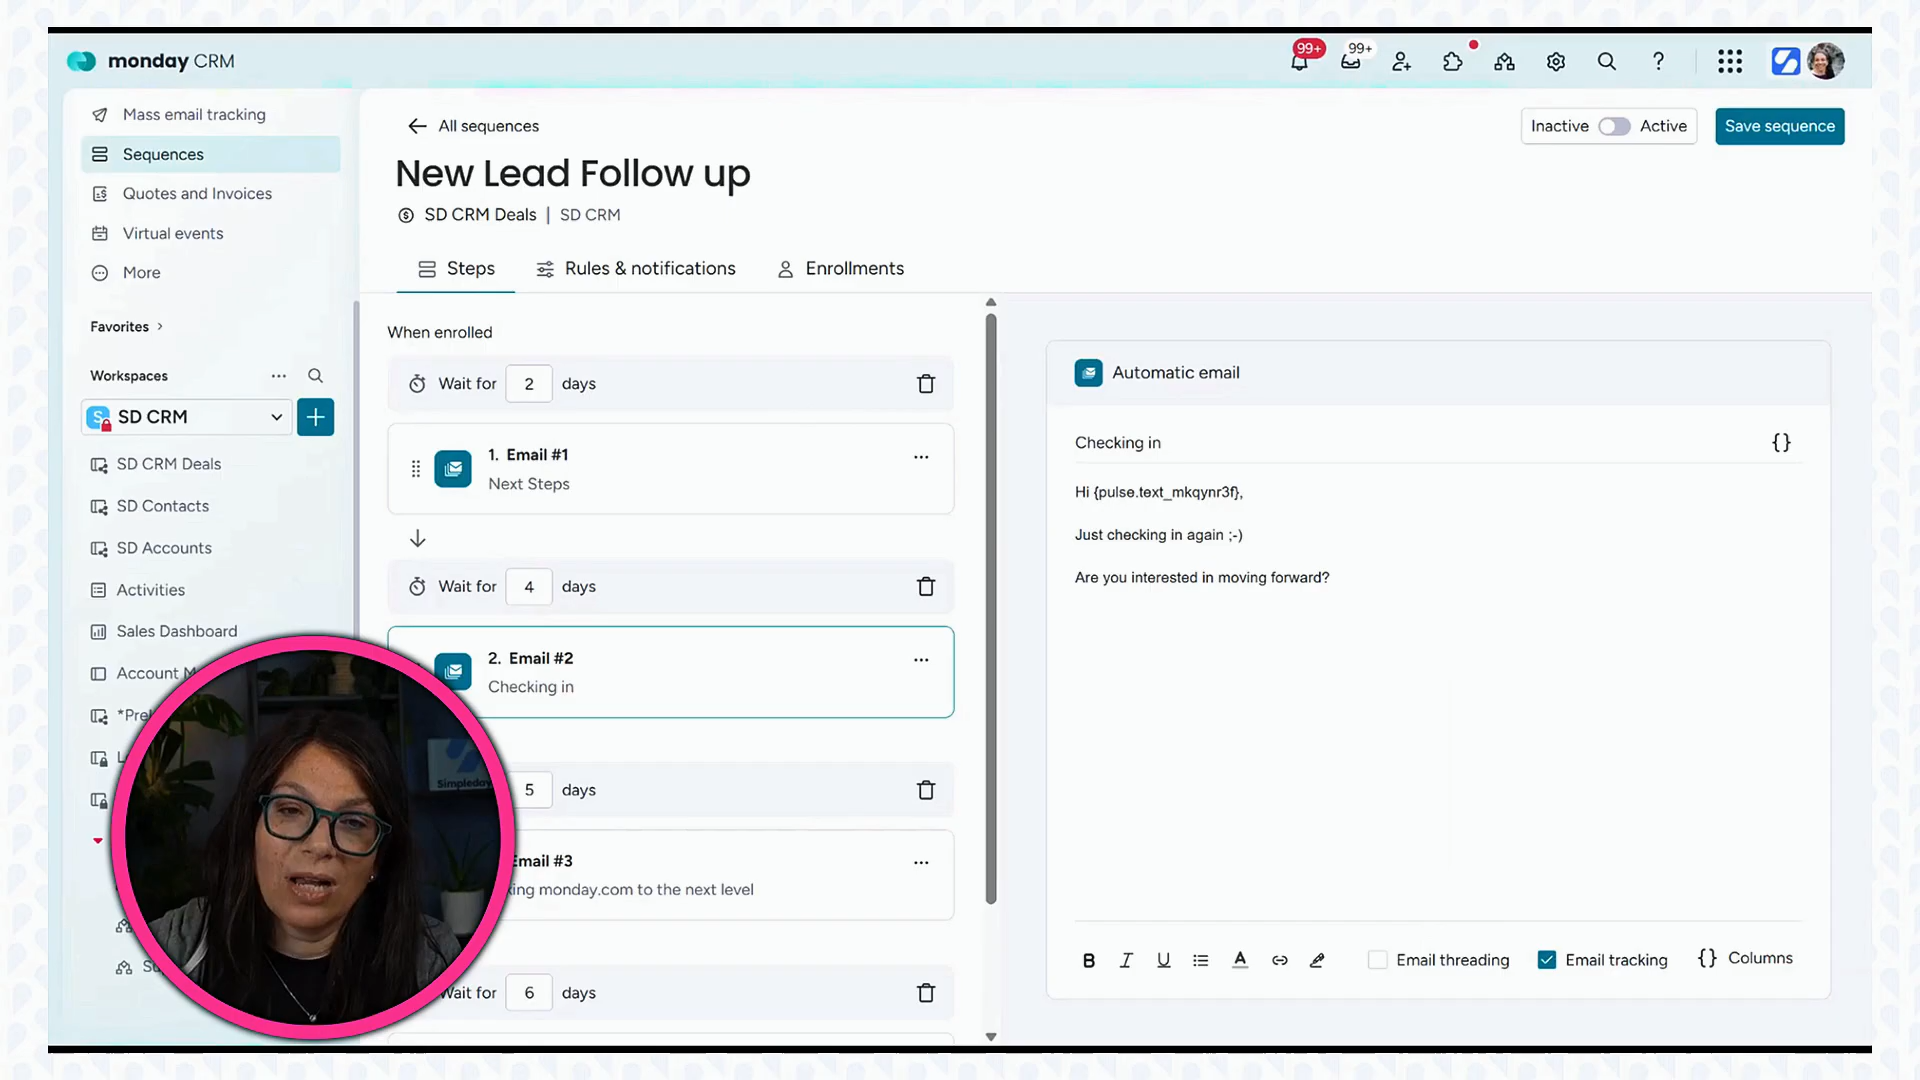 monday CRM
99+
99+
Mass email tracking
Sequences
Quotes and Invoices
Virtual events
More
Favorites
Workspaces
S
SD CRM
SD CRM Deals
SD Contacts
SD Accounts
Activities
Sales Dashboard
Account
All sequences
Inactive
Active
Save sequence
New Lead Follow up
SD CRM Deals | SD CRM
Steps
Rules & notifications
Enrollments
When enrolled
Wait for 2 days
1. Email #1
Next Steps
Wait for 4 days
2. Email #2
Checking in
5 days
Email #3
monday.com to the next level
Wait for 6 days
Automatic email
Checking in
{}
Hi {pulse.text_mkqynr3f},
Just checking in again ;-)
Are you interested in moving forward?
B I U
A
Email threading
Email tracking
{} Columns
Simpleday